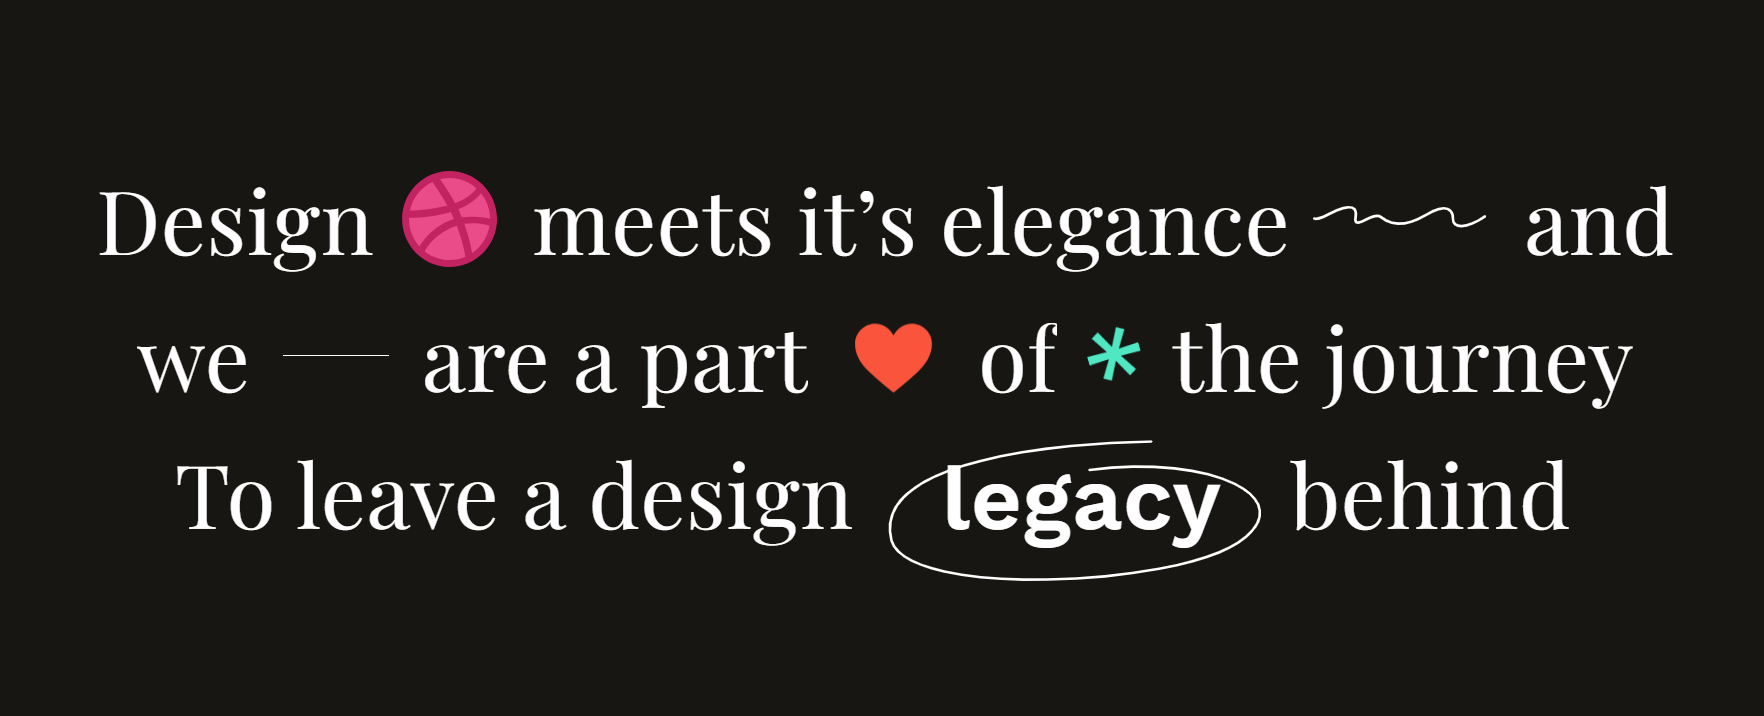 Design meets it’s elegance and
we — are a part of * the journey
To leave a design legacy behind